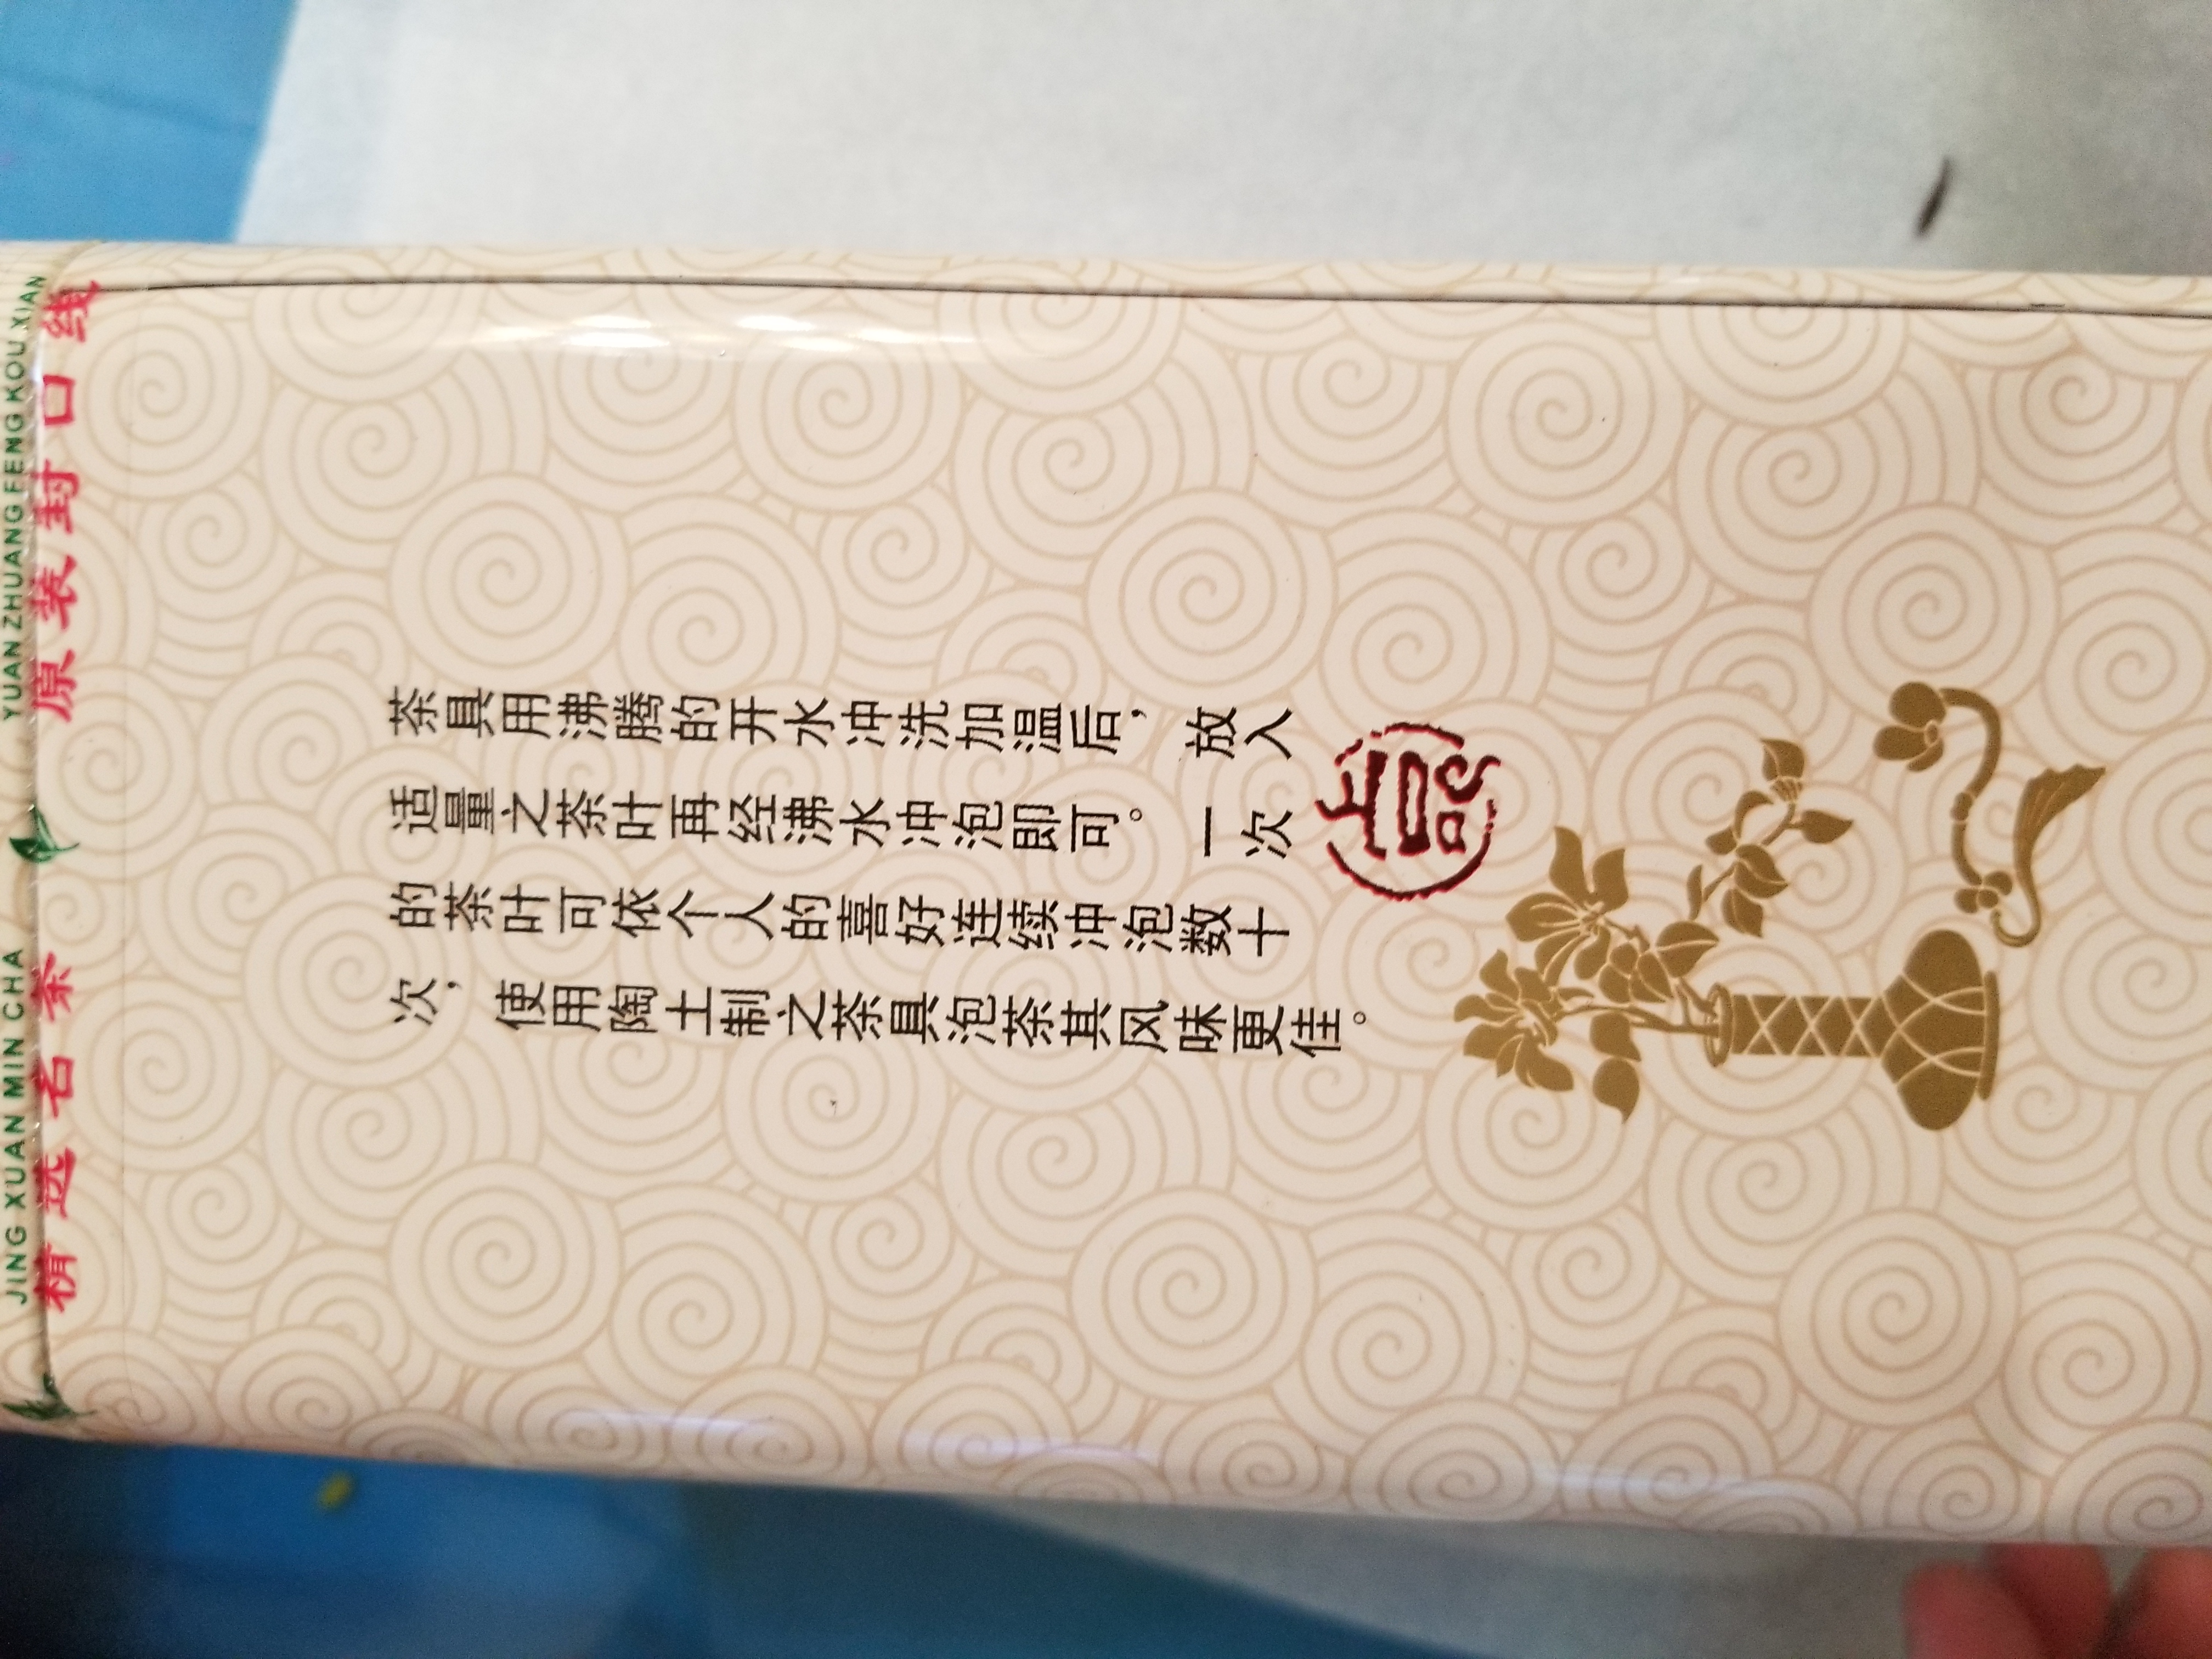 JING XUAN MIN CHA
精选名茶
YUAN ZHUANG FENG KOU XIAN
原装封口线
茶具用沸腾的开水冲洗加温后，放入
适量之茶叶再经沸水冲泡即可。一次
的茶叶可依个人的喜好连续冲泡数十
次，使用陶土制之茶具泡茶其风味更佳。
上品